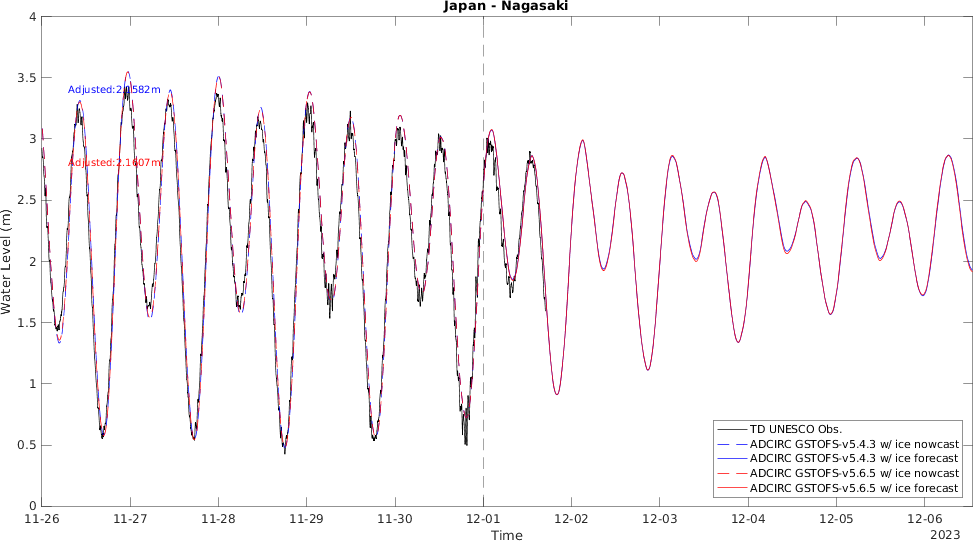 Japan - Nagasaki
4
3.5
3
2.5
2
1.5
1
0.5
0
Water Level (m)
Adjusted:2.1582m
Adjusted:2.1607m
TD UNESCO Obs.
ADCIRC GSTOFS-v5.4.3 w/ ice nowcast
ADCIRC GSTOFS-v5.4.3 w/ ice forecast
ADCIRC GSTOFS-v5.6.5 w/ ice nowcast
ADCIRC GSTOFS-v5.6.5 w/ ice forecast
11-26 11-27 11-28 11-29 11-30 12-01 12-02 12-03 12-04 12-05 12-06
Time
2023